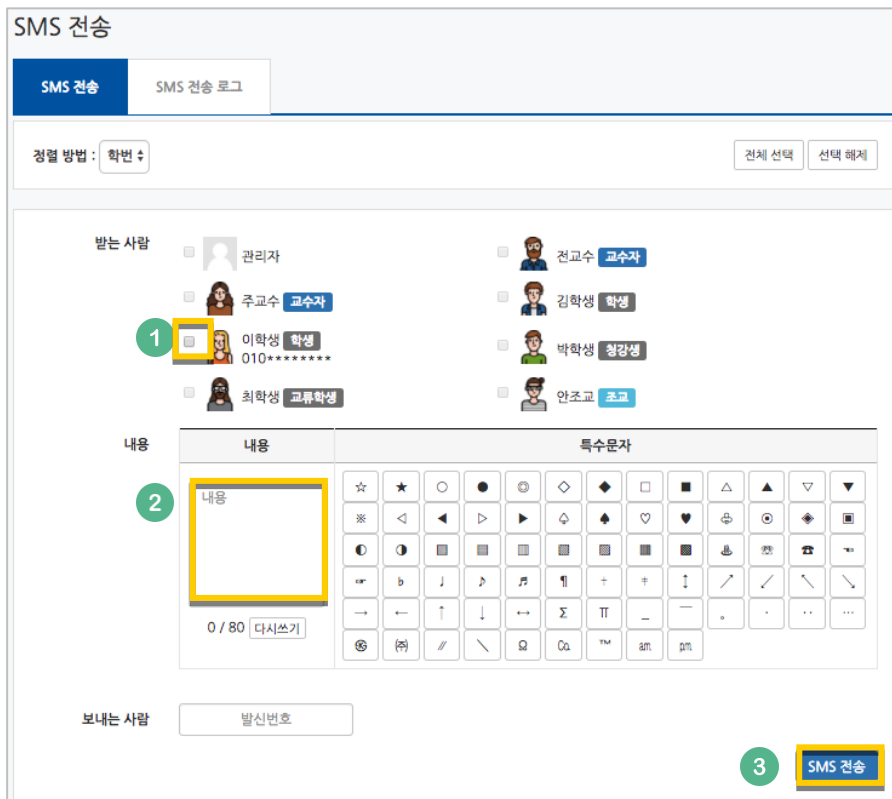 SMS 전송
SMS 전송 SMS 전송 로그
정렬 방법 : 학번 전체 선택 선택 해제
받는 사람
관리자 전교수 교수자
주교수 교수자 김학생 학생
1 이학생 학생 박학생 청강생
010********
최학생 교류학생 안조교 조교
내용 내용 특수문자
2 내용
☆ ★ ○ ● ◎ ◇ ◆ □ ■ △ ▲ ▽ ▼
※ ◁ ◀ ▷ ▶ ♤ ♠ ♡ ♥ ♧ ⊙ ◈ ▣
◐ ◑ ▒ ▤ ▥ ▨ ▧ ▦ ▩ ♨ ☏ ☎ ☜
☞ ♭ ♩ ♪ ♬ ¶ † ‡ ↕ ↗ ↙ ↖ ↘
→ ← ↑ ↓ ↔ Σ Π _ ― 。 · ‥ …
㉿ ㈜ ∥ ＼ Ω ㏇ ™ ㏂ ㏘
0 / 80 다시쓰기
보내는 사람 발신번호
3 SMS 전송